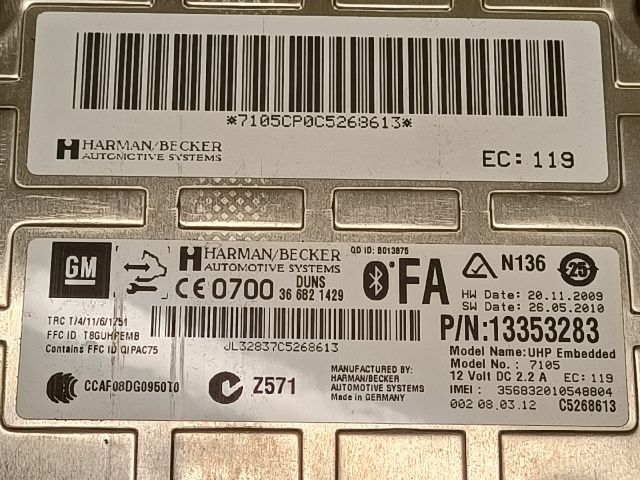 *7105CP0C5268613*
HARMAN/BECKER
AUTOMOTIVE SYSTEMS
EC: 119
GM
HARMAN/BECKER
AUTOMOTIVE SYSTEMS
QD ID: B013875
CE 0700
DUNS
36 682 1429
FA
N136
25
HW Date: 20.11.2009
SW Date: 26.05.2010
TRC T/4/11/6/1751
FFC ID T8GUHPEMB
Contains FFC ID QIPAC75
JL32837C5268613
P/N:13353283
Model Name: UHP Embedded
Model No.: 7105
12 Volt DC 2.2 A EC: 119
IMEI: 356832010548804
002 08.03.12 C5268613
CCAF08DG0950T0
Z571
MANUFACTURED BY:
HARMAN/BECKER
AUTOMOTIVE SYSTEMS
Made in GERMANY